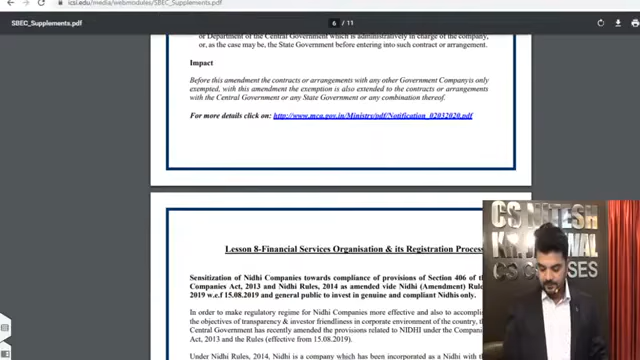 icsi.edu/media/webmodules/SBEC_Supplements.pdf
SBEC_Supplements.pdf
6 / 11
or Department of the Central Government which is administratively in charge of the company,
or, as the case may be, the State Government before entering into such contract or arrangement.
Impact
Before this amendment the contracts or arrangements with any other Government Company is only
exempted, with this amendment the exemption is also extended to the contracts or arrangements
with the Central Government or any State Government or any combination thereof.
For more details click on: http://www.mca.gov.in/Ministry/pdf/Notification_02032020.pdf
Lesson 8-Financial Services Organisation & its Registration Process
Sensitization of Nidhi Companies towards compliance of provisions of Section 406 of
Companies Act, 2013 and Nidhi Rules, 2014 as amended vide Nidhi (Amendment)
2019 w.e.f 15.08.2019 and general public to invest in genuine and compliant Nidhis only.
In order to make regulatory regime for Nidhi Companies more effective and also to
the objectives of transparency & investor friendliness in corporate environment of the country,
Central Government has recently amended the provisions related to NIDHI under the
Act, 2013 and the Rules (effective from 15.08.2019).
Under Nidhi Rules, 2014, Nidhi is a company which has been incorporated as a Nidhi with
CS NITESH
KR
CS